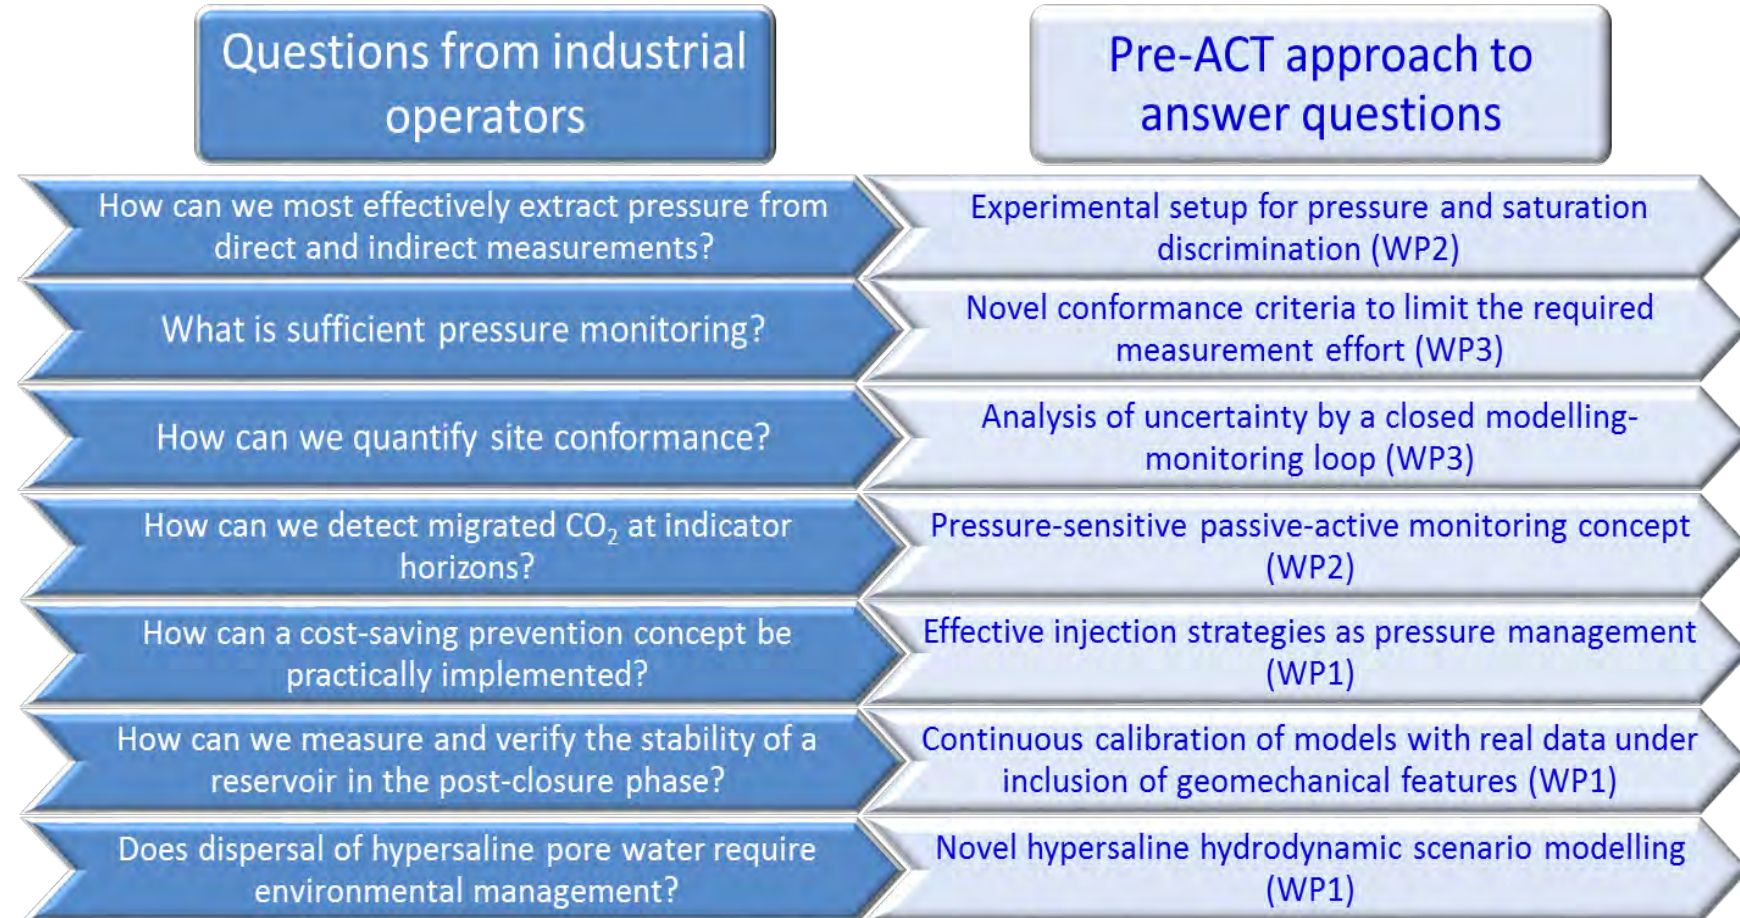 Questions from industrial
operators
Pre-ACT approach to
answer questions
How can we most effectively extract pressure from
direct and indirect measurements?
Experimental setup for pressure and saturation
discrimination (WP2)
What is sufficient pressure monitoring?
Novel conformance criteria to limit the required
measurement effort (WP3)
How can we quantify site conformance?
Analysis of uncertainty by a closed modelling-
monitoring loop (WP3)
How can we detect migrated CO₂ at indicator
horizons?
Pressure-sensitive passive-active monitoring concept
(WP2)
How can a cost-saving prevention concept be
practically implemented?
Effective injection strategies as pressure management
(WP1)
How can we measure and verify the stability of a
reservoir in the post-closure phase?
Continuous calibration of models with real data under
inclusion of geomechanical features (WP1)
Does dispersal of hypersaline pore water require
environmental management?
Novel hypersaline hydrodynamic scenario modelling
(WP1)